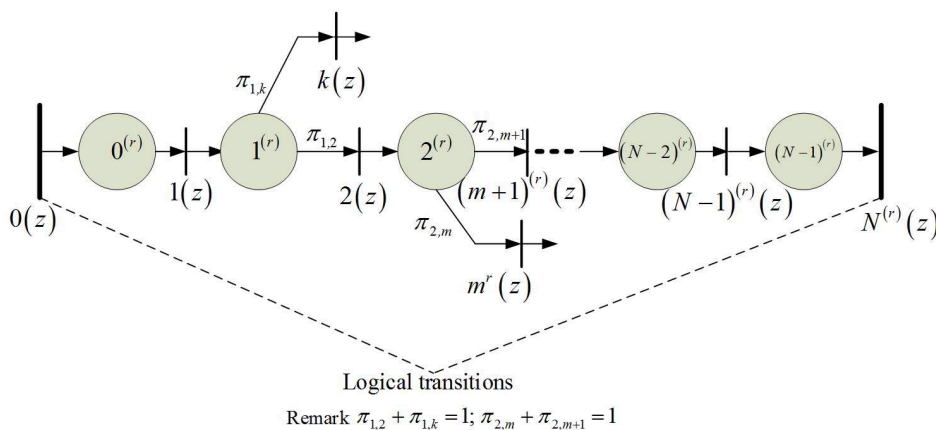 π₁,ₖ
k(z)
0⁽ʳ⁾
1⁽ʳ⁾
π₁,₂
2⁽ʳ⁾
π₂,ₘ₊₁
(N−2)⁽ʳ⁾
(N−1)⁽ʳ⁾
0(z)
1(z)
2(z)
(m+1)⁽ʳ⁾(z)
(N−1)⁽ʳ⁾(z)
N⁽ʳ⁾(z)
π₂,ₘ
mʳ(z)
Logical transitions
Remark π₁,₂ + π₁,ₖ = 1; π₂,ₘ + π₂,ₘ₊₁ = 1